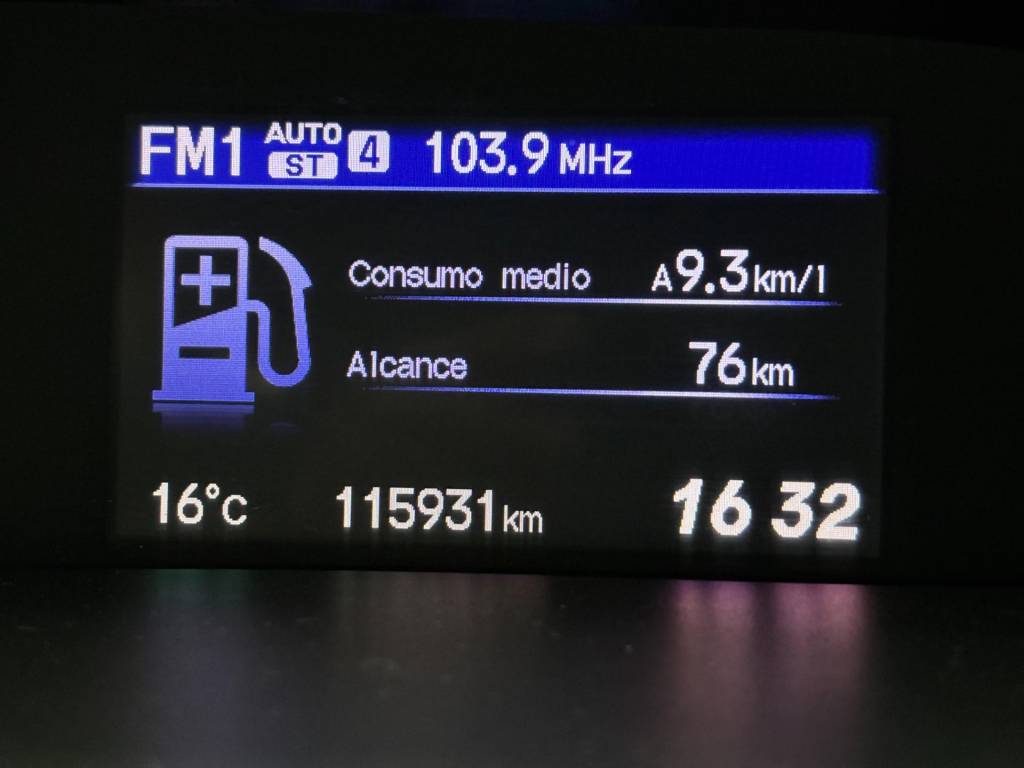 FM1 AUTO ST 4 103.9 MHz
Consumo medio A 9.3 km/l
Alcance 76 km
16°C 115931 km 16 32